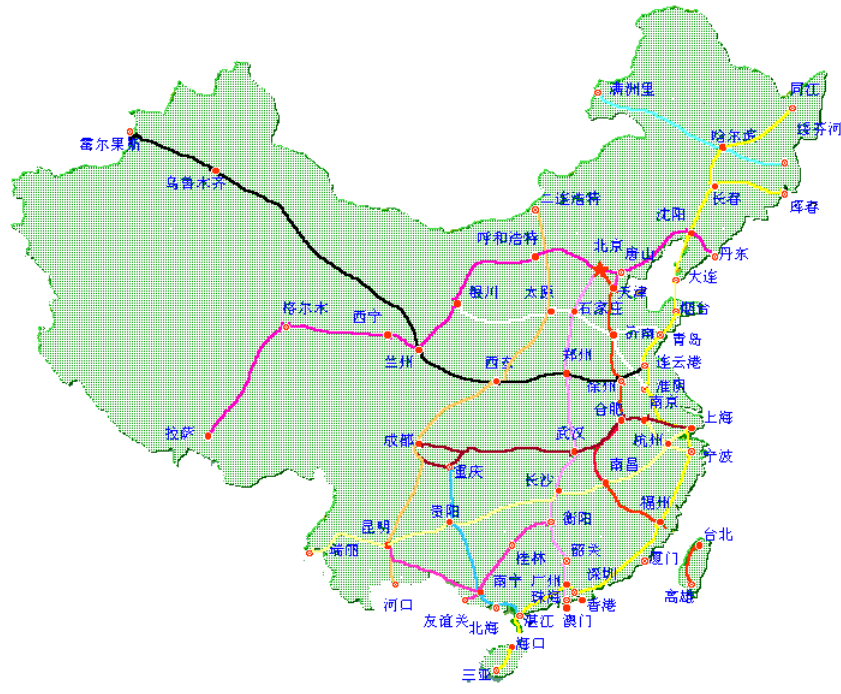 满洲里
同江
绥芬河
哈尔滨
霍尔果斯
乌鲁木齐
二连浩特
长春
珲春
沈阳
呼和浩特
北京
唐山
丹东
大连
银川
太原
石家庄
天津
烟台
格尔木
西宁
济南
青岛
兰州
西安
郑州
徐州
连云港
淮阴
拉萨
成都
武汉
合肥
南京
上海
杭州
宁波
重庆
长沙
南昌
昆明
贵阳
衡阳
福州
瑞丽
桂林
韶关
厦门
台北
河口
南宁
广州
深圳
高雄
友谊关
北海
湛江
珠海
澳门
香港
海口
三亚